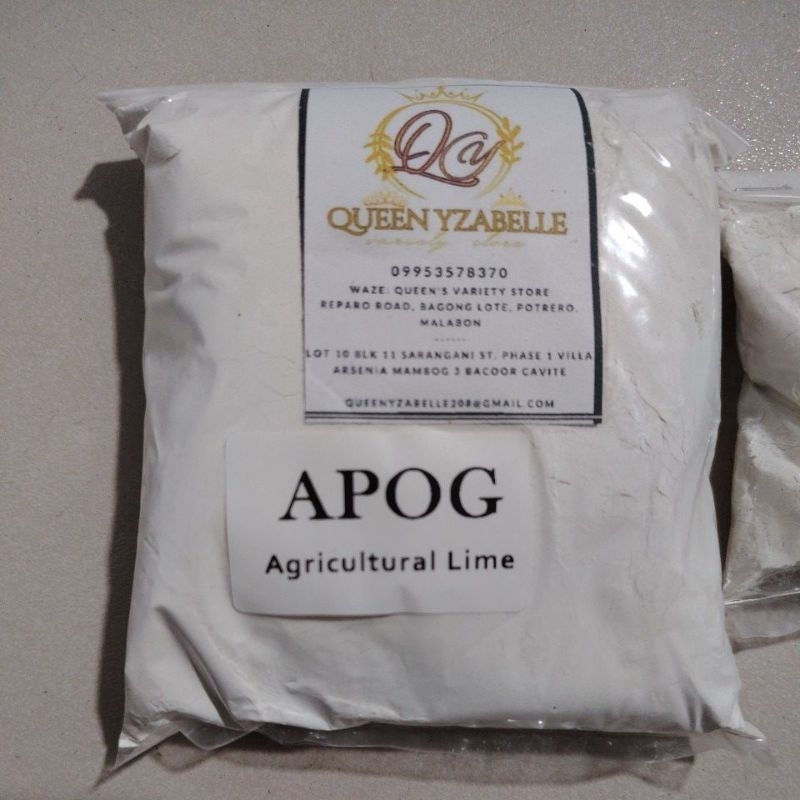 QCY
QUEEN YZABELLE
variety store
09953578370
WAZE: QUEEN'S VARIETY STORE
REPARO ROAD, BAGONG LOTE, POTRERO,
MALABON
LOT 10 BLK 11 SARANGANI ST. PHASE 1 VILLA
ARSENIA MAMBOG 3 BACOOR CAVITE
QUEENYZABELLE208@GMAIL.COM
APOG
Agricultural Lime